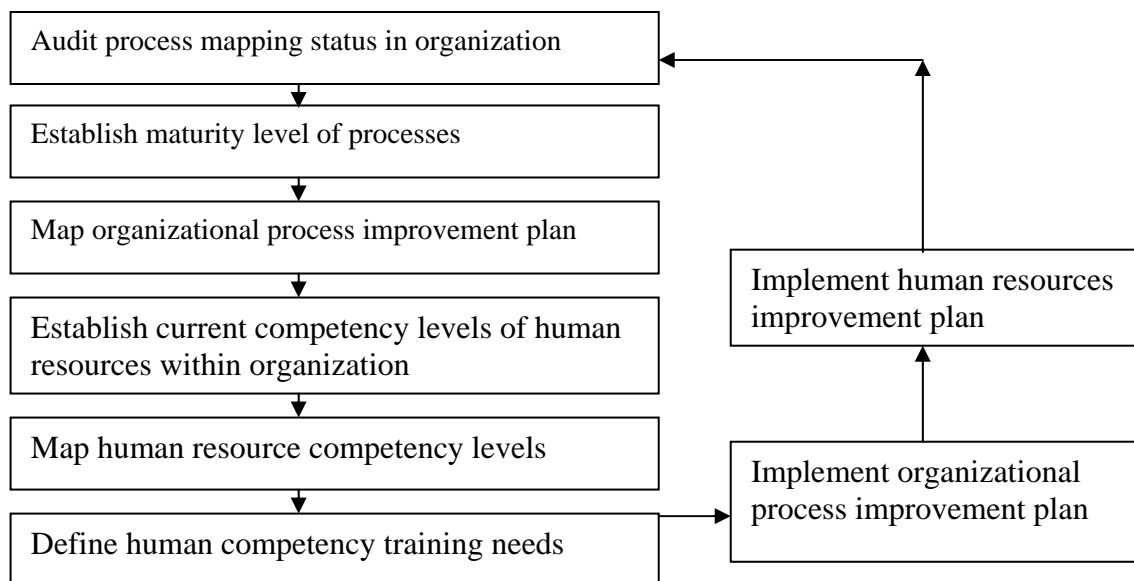 Audit process mapping status in organization
Establish maturity level of processes
Map organizational process improvement plan
Establish current competency levels of human
resources within organization
Map human resource competency levels
Define human competency training needs
Implement organizational
process improvement plan
Implement human resources
improvement plan